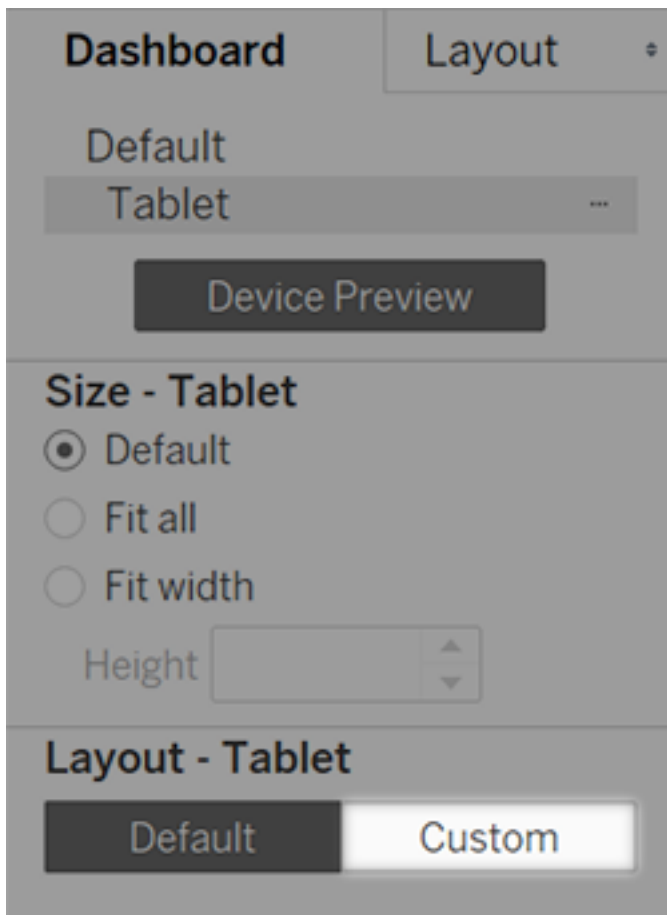 Dashboard Layout
Default
Tablet ...
Device Preview
Size - Tablet
Default
Fit all
Fit width
Height
Layout - Tablet
Default Custom